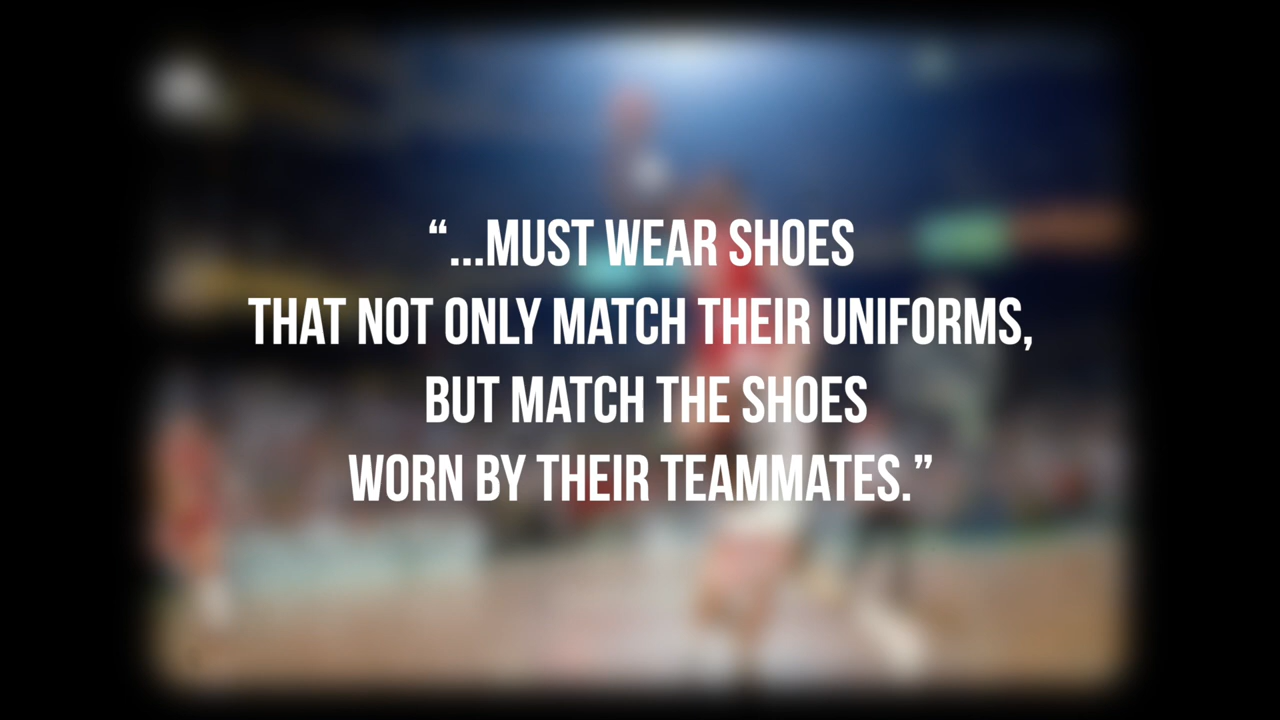 “...MUST WEAR SHOES
THAT NOT ONLY MATCH THEIR UNIFORMS,
BUT MATCH THE SHOES
WORN BY THEIR TEAMMATES.”